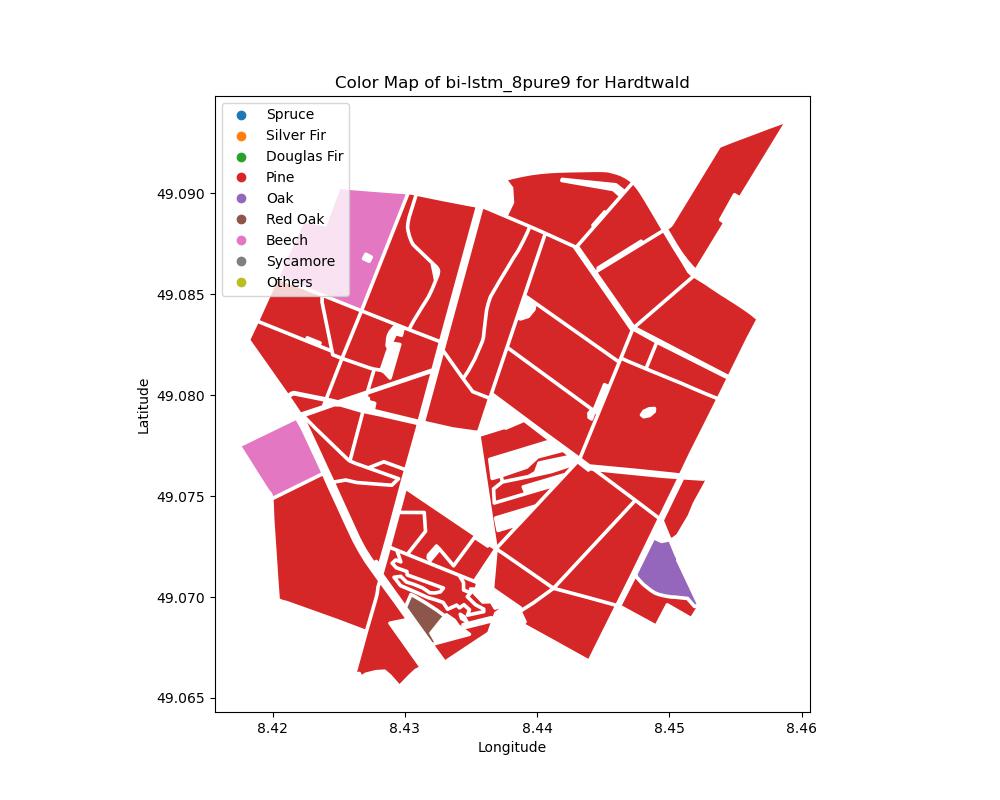 Color Map of bi-lstm_8pure9 for Hardtwald
Spruce
Silver Fir
Douglas Fir
Pine
Oak
Red Oak
Beech
Sycamore
Others
49.090
49.085
49.080
49.075
49.070
49.065
Latitude
8.42 8.43 8.44 8.45 8.46
Longitude